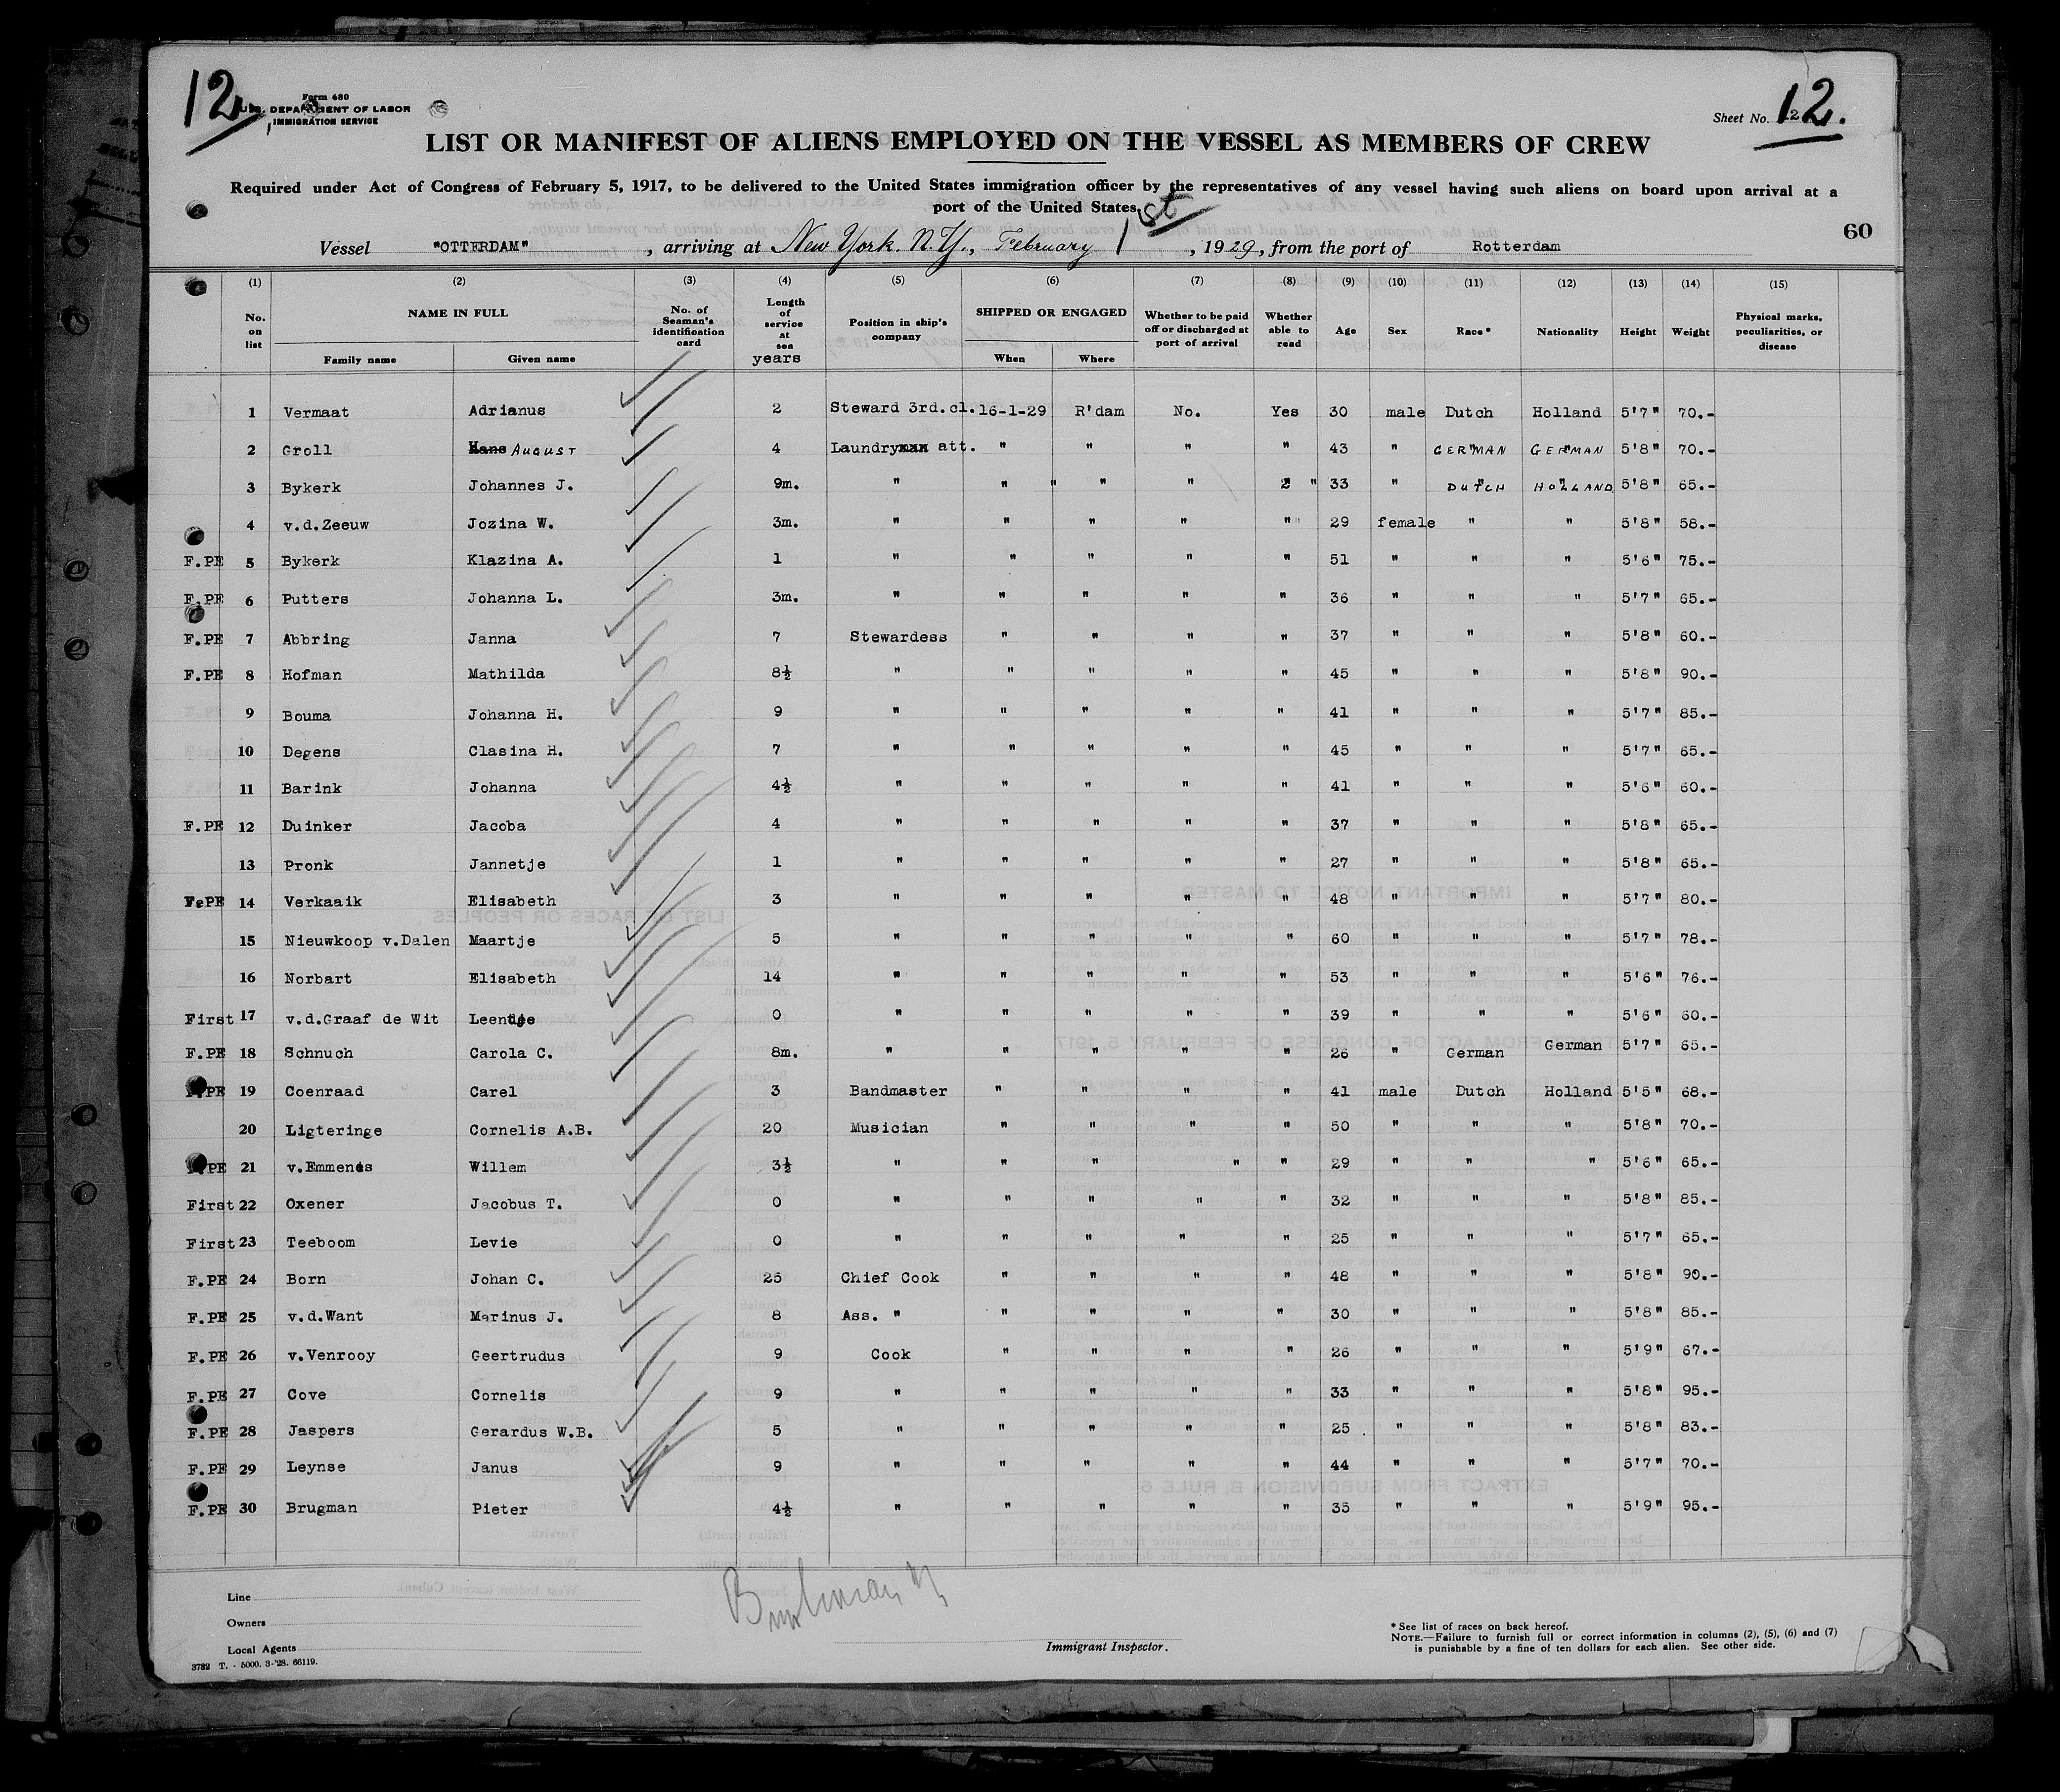 12.
Form 680
U.S. DEPARTMENT OF LABOR
IMMIGRATION SERVICE
Sheet No. 12.
LIST OR MANIFEST OF ALIENS EMPLOYED ON THE VESSEL AS MEMBERS OF CREW
Required under Act of Congress of February 5, 1917, to be delivered to the United States immigration officer by the representatives of any vessel having such aliens on board upon arrival at a
port of the United States
60
Vessel "OTTERDAM" , arriving at New York. N.Y., February 1st , 1929, from the port of Rotterdam
(1) (2) (3) (4) (5) (6) (7) (8) (9) (10) (11) (12) (13) (14) (15)
No. on list NAME IN FULL Family name Given name No. of Seaman's identification card Length of service at sea years Position in ship's company SHIPPED OR ENGAGED When Where Whether to be paid off or discharged at port of arrival Whether able to read Age Sex Race* Nationality Height Weight Physical marks, peculiarities, or disease
1 Vermaat Adrianus 2 Steward 3rd.cl. 16-1-29 R'dam No. Yes 30 male Dutch Holland 5'7" 70.-
2 Groll Hans AUGUST 4 Laundryman att. " " " " 43 " GERMAN GERMAN 5'8" 70.-
3 Bykerk Johannes J. 9m. " " " " " " 33 " DUTCH HOLLAND 5'8" 65.-
4 v.d.Zeeuw Jozina W. 3m. " " " " " 29 female " " 5'8" 58.-
F.PE 5 Bykerk Klazina A. 1 " " " " " 51 " " " 5'6" 75.-
F.PE 6 Putters Johanna L. 3m. " " " " " 36 " " " 5'7" 65.-
F.PE 7 Abbring Janna 7 Stewardess " " " " 37 " " " 5'8" 60.-
F.PE 8 Hofman Mathilda 8½ " " " " " 45 " " " 5'8" 90.-
9 Bouma Johanna H. 9 " " " " " 41 " " " 5'7" 85.-
10 Degens Clasina H. 7 " " " " " 45 " " " 5'7" 65.-
11 Barink Johanna 4½ " " " " " 41 " " " 5'6" 60.-
F.PE 12 Duinker Jacoba 4 " " " " " 37 " " " 5'8" 65.-
13 Pronk Jannetje 1 " " " " " 27 " " " 5'8" 65.-
F.PE 14 Verkaaik Elisabeth 3 " " " " " 48 " " " 5'7" 80.-
15 Nieuwkoop v.Dalen Maartje 5 " " " " " 60 " " " 5'7" 78.-
16 Norbart Elisabeth 14 " " " " " 53 " " " 5'6" 76.-
First 17 v.d.Graaf de Wit Leentje 0 " " " " " 39 " " " 5'6" 60.-
F.PE 18 Schnuch Carola C. 8m. " " " " " 26 " German German 5'7" 65.-
F.PE 19 Coenraad Carel 3 Bandmaster " " " " 41 male Dutch Holland 5'5" 68.-
20 Ligteringe Cornelis A.B. 20 Musician " " " " 50 " " " 5'8" 70.-
F.PE 21 v.Emmenes Willem 3½ " " " " " 29 " " " 5'6" 65.-
First 22 Oxener Jacobus T. 0 " " " " " 32 " " " 5'8" 85.-
First 23 Teeboom Levie 0 " " " " " 25 " " " 5'7" 65.-
F.PE 24 Born Johan C. 25 Chief Cook " " " " 48 " " " 5'8" 90.-
F.PE 25 v.d.Want Marinus J. 8 Ass. " " " " " 30 " " " 5'8" 85.-
F.PE 26 v.Venrooy Geertrudus 9 Cook " " " " 26 " " " 5'9" 67.-
F.PE 27 Cove Cornelis 9 " " " " " 33 " " " 5'8" 95.-
F.PE 28 Jaspers Gerardus W.B. 5 " " " " " 25 " " " 5'8" 83.-
F.PE 29 Leynse Janus 9 " " " " " 44 " " " 5'7" 70.-
F.PE 30 Brugman Pieter 4½ " " " " " 35 " " " 5'9" 95.-
Line
Owners
Local Agents
3782 T. - 5000. 3-'28. 66119.
Immigrant Inspector.
* See list of races on back hereof.
NOTE.—Failure to furnish full or correct information in columns (2), (5), (6) and (7)
is punishable by a fine of ten dollars for each alien. See other side.